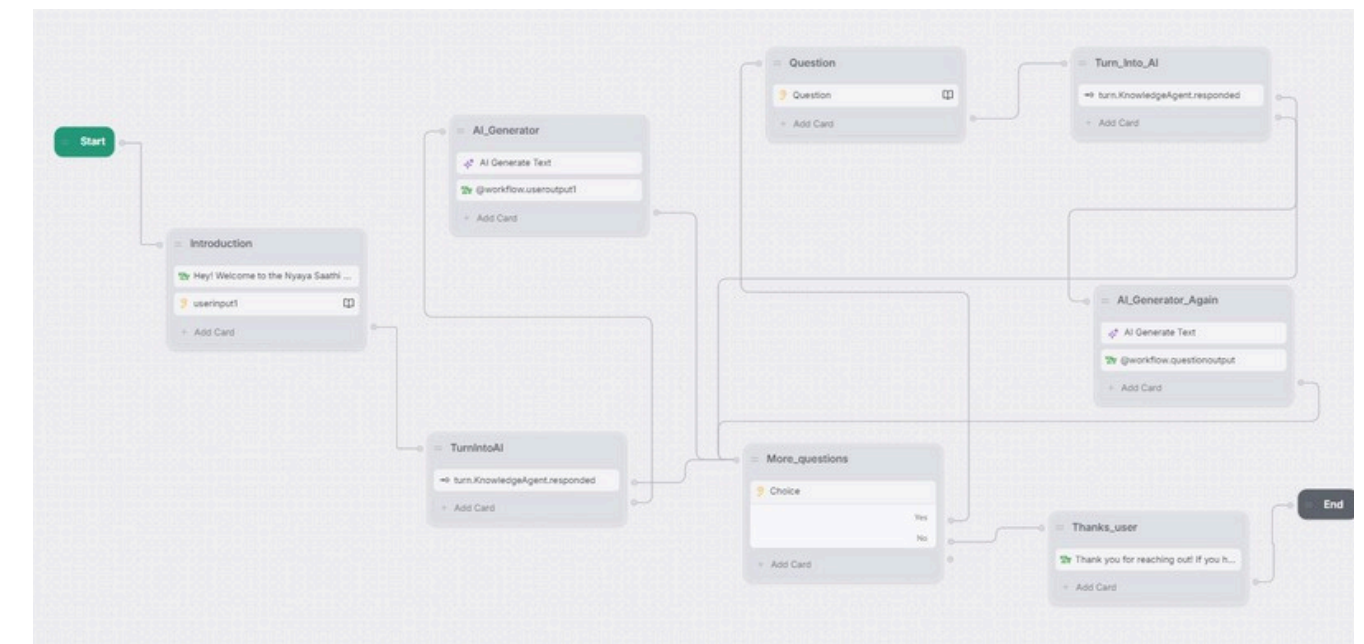 Start
Introduction
Hey! Welcome to the Nyaya Saathi ...
userinput1
+ Add Card
AI_Generator
AI Generate Text
@workflow.useroutput1
+ Add Card
TurnIntoAI
turn.KnowledgeAgent.responded
+ Add Card
Question
Question
+ Add Card
Turn_Into_AI
turn.KnowledgeAgent.responded
+ Add Card
AI_Generator_Again
AI Generate Text
@workflow.questionoutput
+ Add Card
More_questions
Choice
Yes
No
+ Add Card
Thanks_user
Thank you for reaching out! If you h...
+ Add Card
End